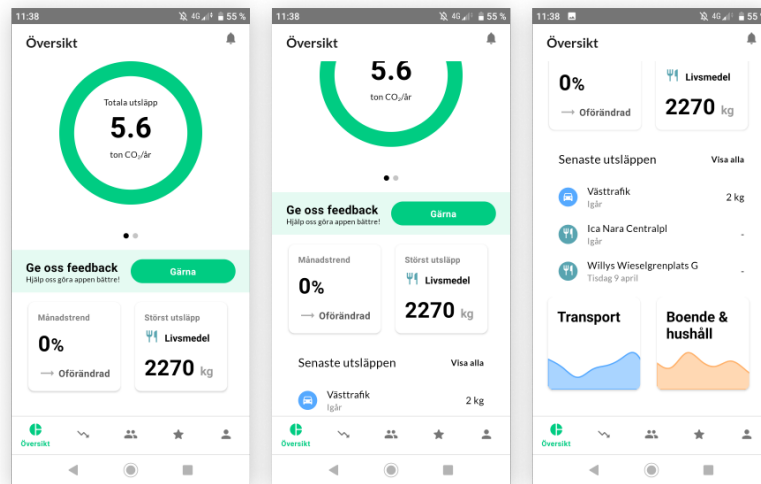 11:38 4G 55 %
Översikt
Totala utsläpp
5.6
ton CO₂/år
Ge oss feedback
Hjälp oss göra appen bättre!
Gärna
Månadstrend
0%
→ Oförändrad
Störst utsläpp
Livsmedel
2270 kg
Översikt
11:38 4G 55 %
Översikt
5.6
ton CO₂/år
Ge oss feedback
Hjälp oss göra appen bättre!
Gärna
Månadstrend
0%
→ Oförändrad
Störst utsläpp
Livsmedel
2270 kg
Senaste utsläppen Visa alla
Västtrafik 2 kg
Igår
Översikt
11:38 4G 55 %
Översikt
0%
→ Oförändrad
Livsmedel
2270 kg
Senaste utsläppen Visa alla
Västtrafik 2 kg
Igår
Ica Nara Centralpl -
Igår
Willys Wieselgrenplats G -
Tisdag 9 april
Transport
Boende &
hushåll
Översikt